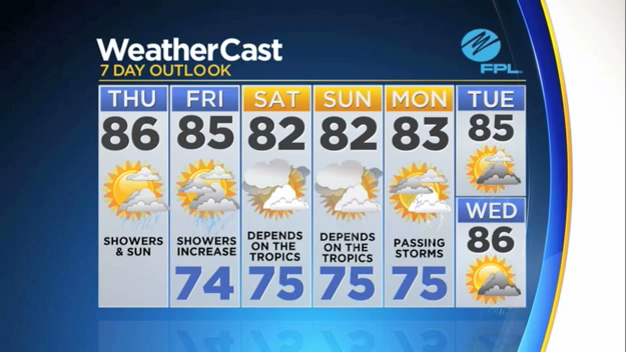 WeatherCast
7 DAY OUTLOOK
FPL
THU
86
SHOWERS
& SUN
FRI
85
SHOWERS
INCREASE
74
SAT
82
DEPENDS
ON THE
TROPICS
75
SUN
82
DEPENDS
ON THE
TROPICS
75
MON
83
PASSING
STORMS
75
TUE
85
WED
86